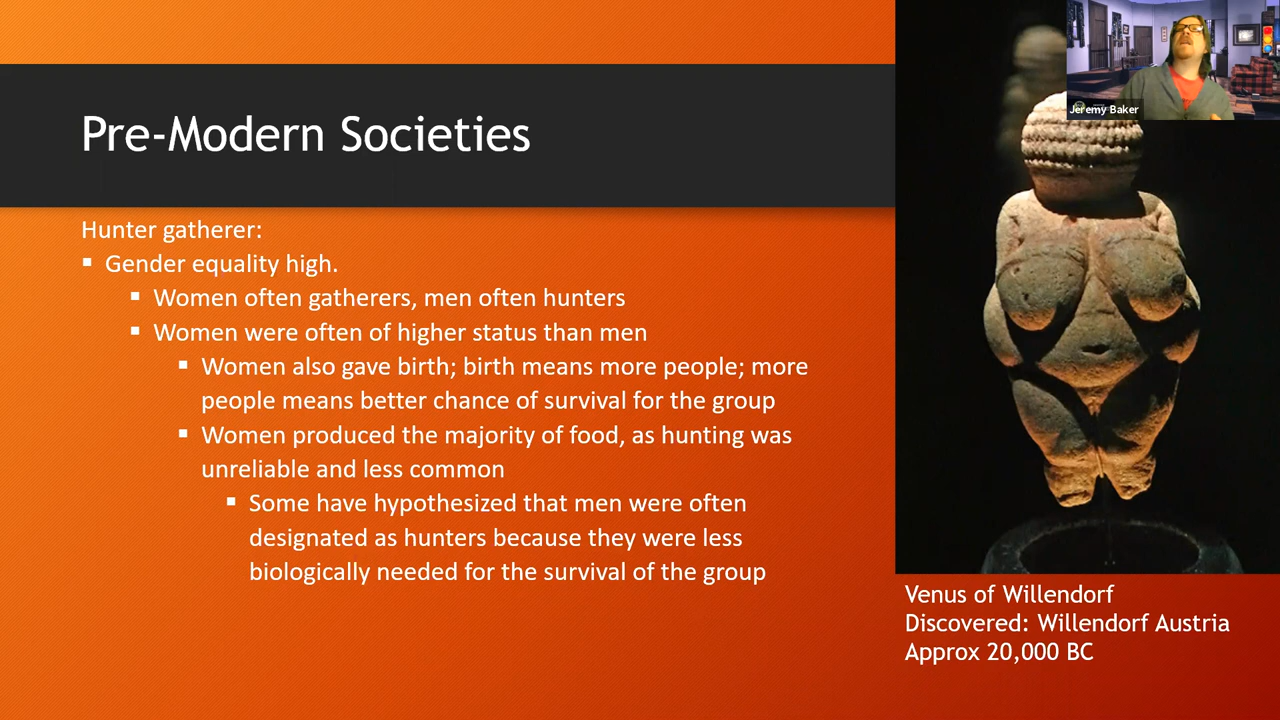 Pre-Modern Societies
Hunter gatherer:
▪ Gender equality high.
▪ Women often gatherers, men often hunters
▪ Women were often of higher status than men
▪ Women also gave birth; birth means more people; more
people means better chance of survival for the group
▪ Women produced the majority of food, as hunting was
unreliable and less common
▪ Some have hypothesized that men were often
designated as hunters because they were less
biologically needed for the survival of the group
Jeremy Baker
Venus of Willendorf
Discovered: Willendorf Austria
Approx 20,000 BC